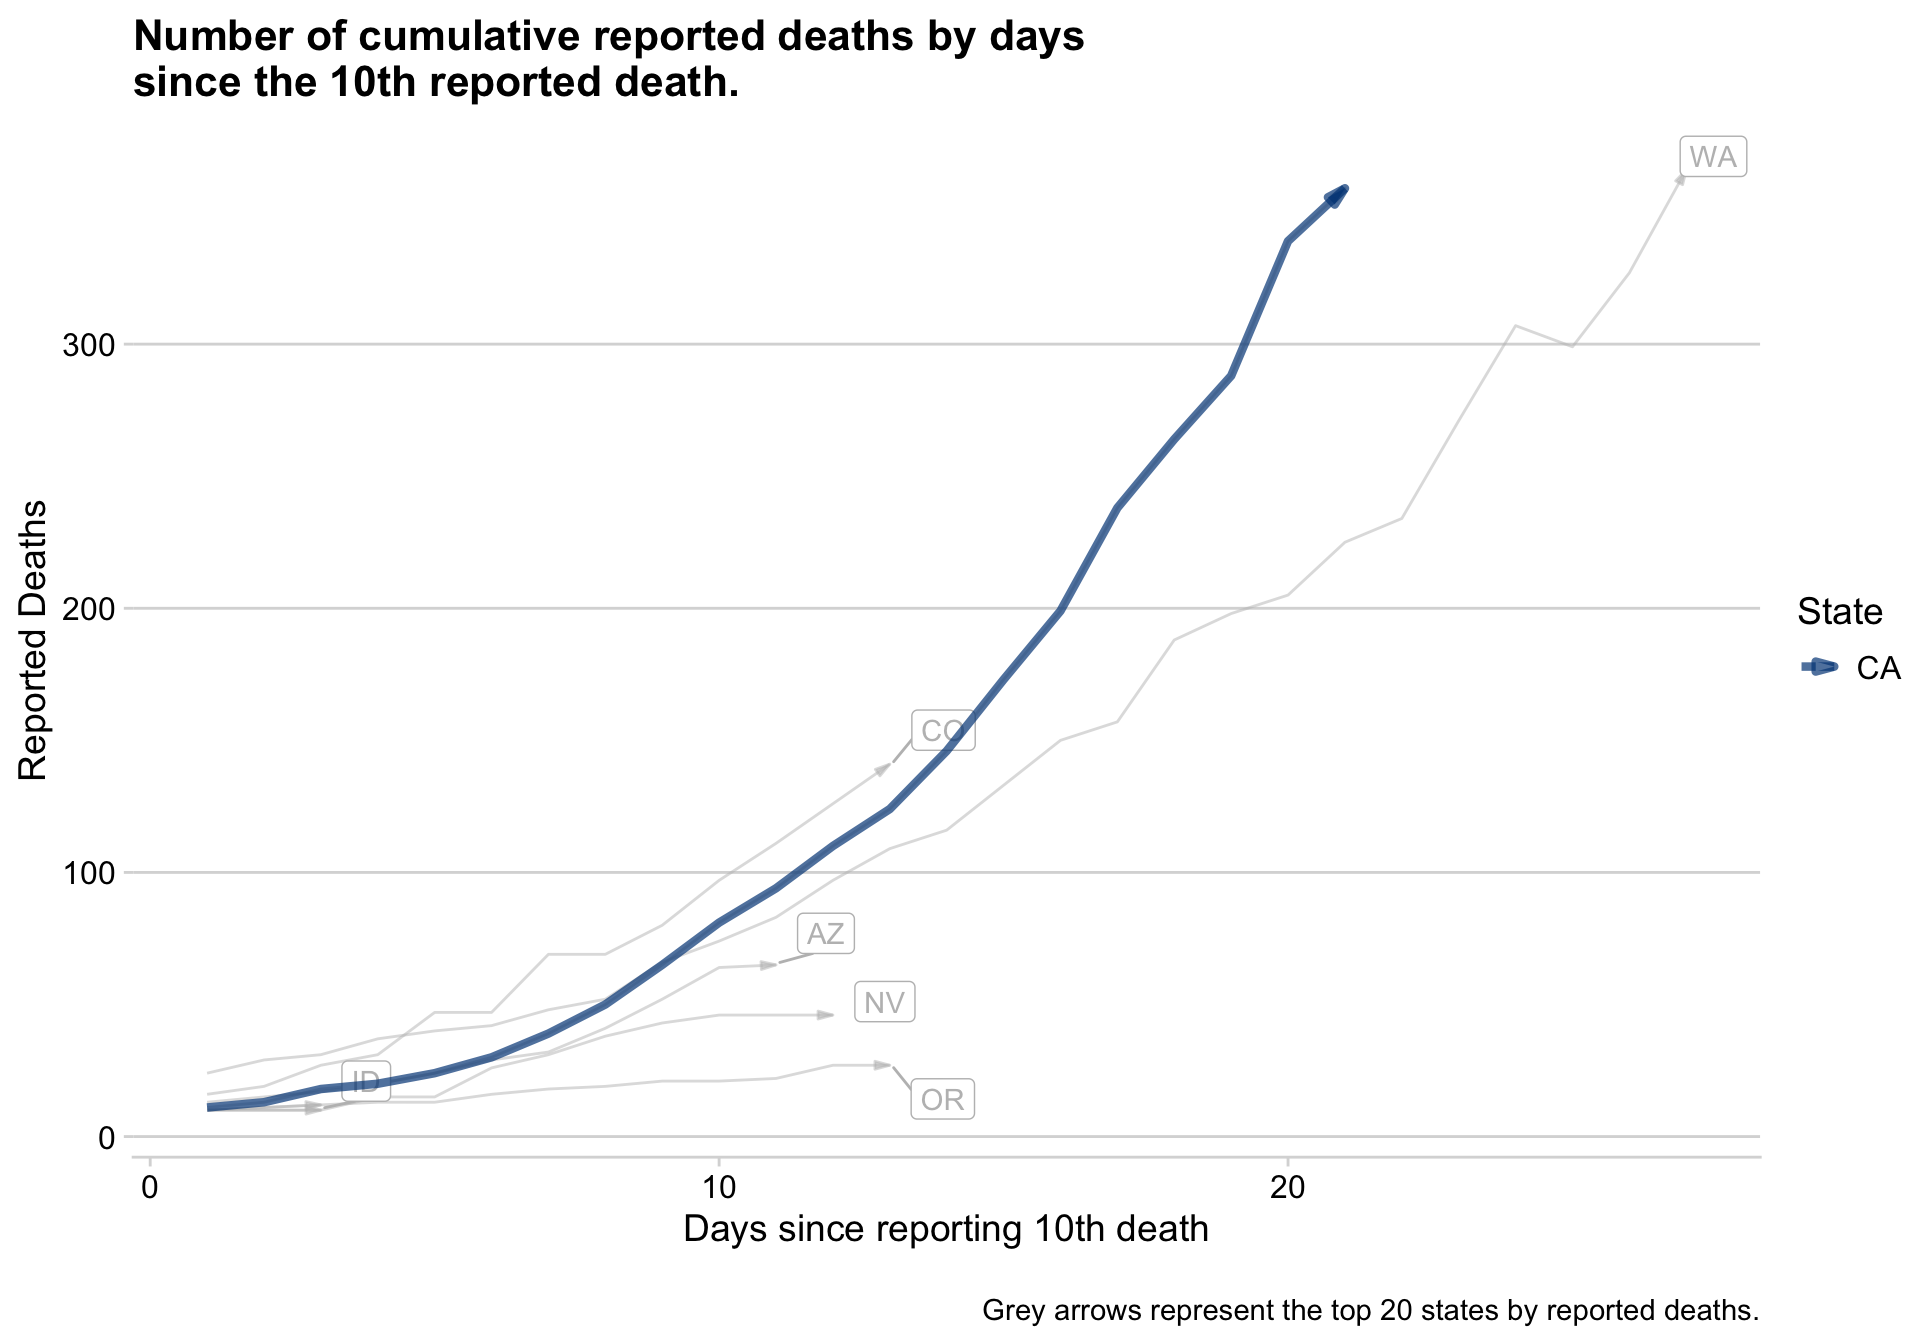 Number of cumulative reported deaths by days
since the 10th reported death.
WA
300
Reported Deaths
200
State
CA
CO
100
AZ
NV
ID
OR
0
0 10 20
Days since reporting 10th death
Grey arrows represent the top 20 states by reported deaths.